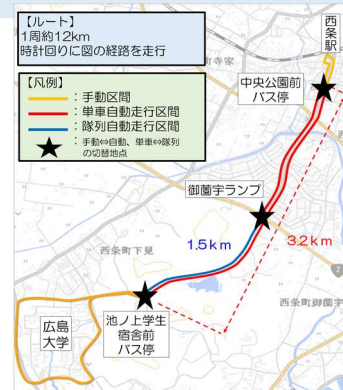 【ルート】
1周約12km
時計回りに図の経路を走行
【凡例】
：手動区間
：単車自動走行区間
：隊列自動走行区間
：手動⇔自動、単車⇔隊列
の切替地点
西条駅
寺家
中央公園前
バス停
御薗宇ランプ
1.5km
3.2km
西条町下見
2
西条町御薗宇
広島
大学
池ノ上学生
宿舎前
バス停